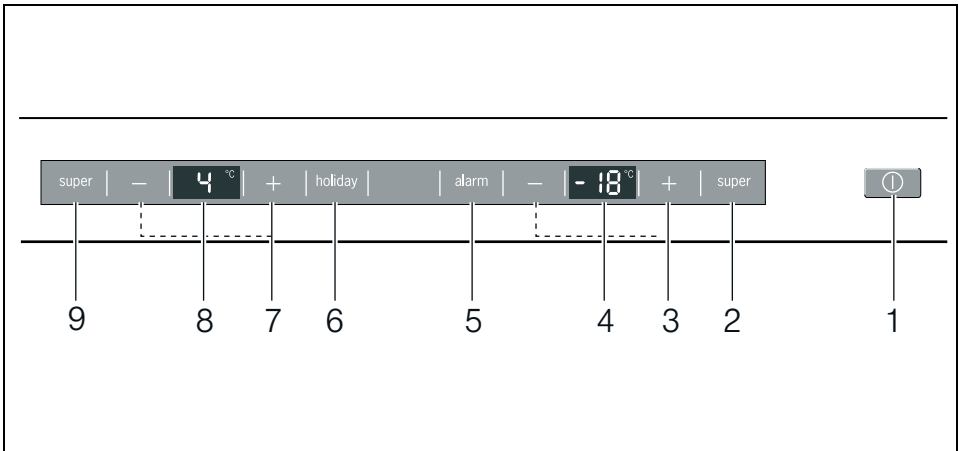 super | − | 4 °C | + | holiday | | alarm | − | -18 °C | + | super
9 8 7 6 5 4 3 2 1